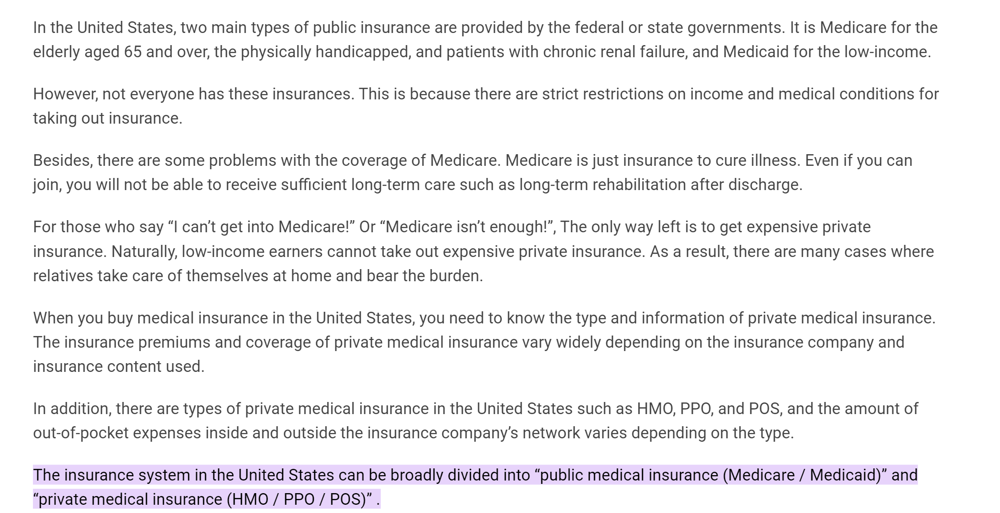 In the United States, two main types of public insurance are provided by the federal or state governments. It is Medicare for the
elderly aged 65 and over, the physically handicapped, and patients with chronic renal failure, and Medicaid for the low-income.
However, not everyone has these insurances. This is because there are strict restrictions on income and medical conditions for
taking out insurance.
Besides, there are some problems with the coverage of Medicare. Medicare is just insurance to cure illness. Even if you can
join, you will not be able to receive sufficient long-term care such as long-term rehabilitation after discharge.
For those who say “I can’t get into Medicare!” Or “Medicare isn’t enough!”, The only way left is to get expensive private
insurance. Naturally, low-income earners cannot take out expensive private insurance. As a result, there are many cases where
relatives take care of themselves at home and bear the burden.
When you buy medical insurance in the United States, you need to know the type and information of private medical insurance.
The insurance premiums and coverage of private medical insurance vary widely depending on the insurance company and
insurance content used.
In addition, there are types of private medical insurance in the United States such as HMO, PPO, and POS, and the amount of
out-of-pocket expenses inside and outside the insurance company’s network varies depending on the type.
The insurance system in the United States can be broadly divided into “public medical insurance (Medicare / Medicaid)” and
“private medical insurance (HMO / PPO / POS)” .